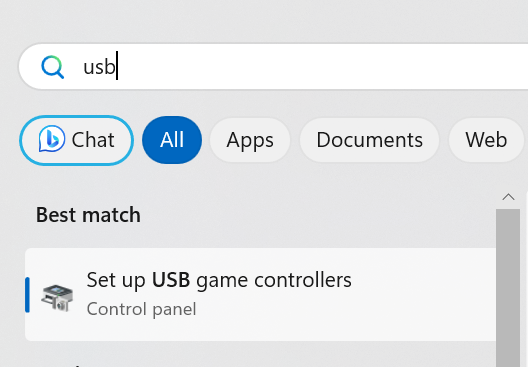 usb
Chat All Apps Documents Web
Best match
Set up USB game controllers
Control panel